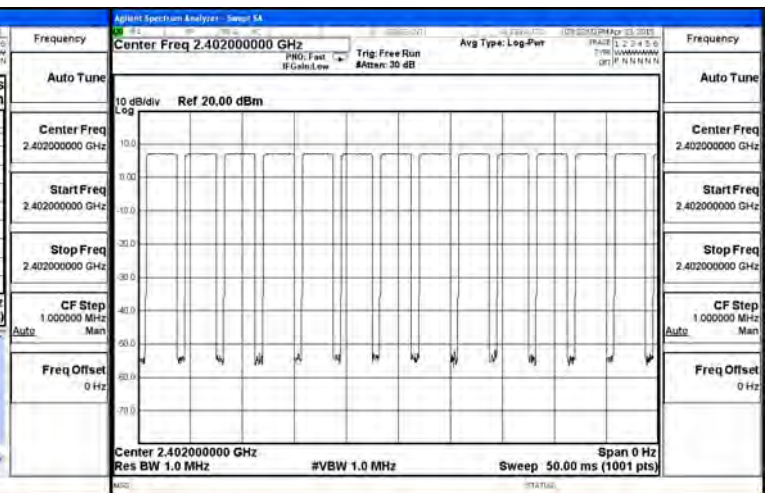 Agilent Spectrum Analyzer - Swept SA
Center Freq 2.402000000 GHz
PNO: Fast
IFGain:Low
Trig: Free Run
#Atten: 30 dB
Avg Type: Log-Pwr
TRACE 1 2 3 4 5 6
TYPE
DET P N N N N N
10 dB/div Ref 20.00 dBm
Log
10.0
0.00
-10.0
-20.0
-30.0
-40.0
-50.0
-60.0
-70.0
Center 2.402000000 GHz
Res BW 1.0 MHz
#VBW 1.0 MHz
Span 0 Hz
Sweep 50.00 ms (1001 pts)
MSG
STATUS
Frequency
Auto Tune
Center Freq
2.402000000 GHz
Start Freq
2.402000000 GHz
Stop Freq
2.402000000 GHz
CF Step
1.000000 MHz
Auto Man
Freq Offset
0 Hz
Frequency
Auto Tune
Center Freq
2.402000000 GHz
Start Freq
2.402000000 GHz
Stop Freq
2.402000000 GHz
CF Step
1.000000 MHz
Auto Man
Freq Offset
0 Hz